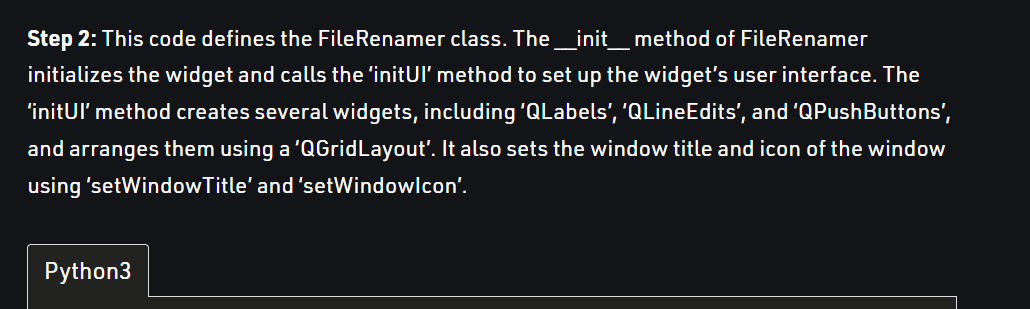 Step 2: This code defines the FileRenamer class. The __init__ method of FileRenamer
initializes the widget and calls the ‘initUI’ method to set up the widget’s user interface. The
‘initUI’ method creates several widgets, including ‘QLabels’, ‘QLineEdits’, and ‘QPushButtons’,
and arranges them using a ‘QGridLayout’. It also sets the window title and icon of the window
using ‘setWindowTitle’ and ‘setWindowIcon’.
Python3